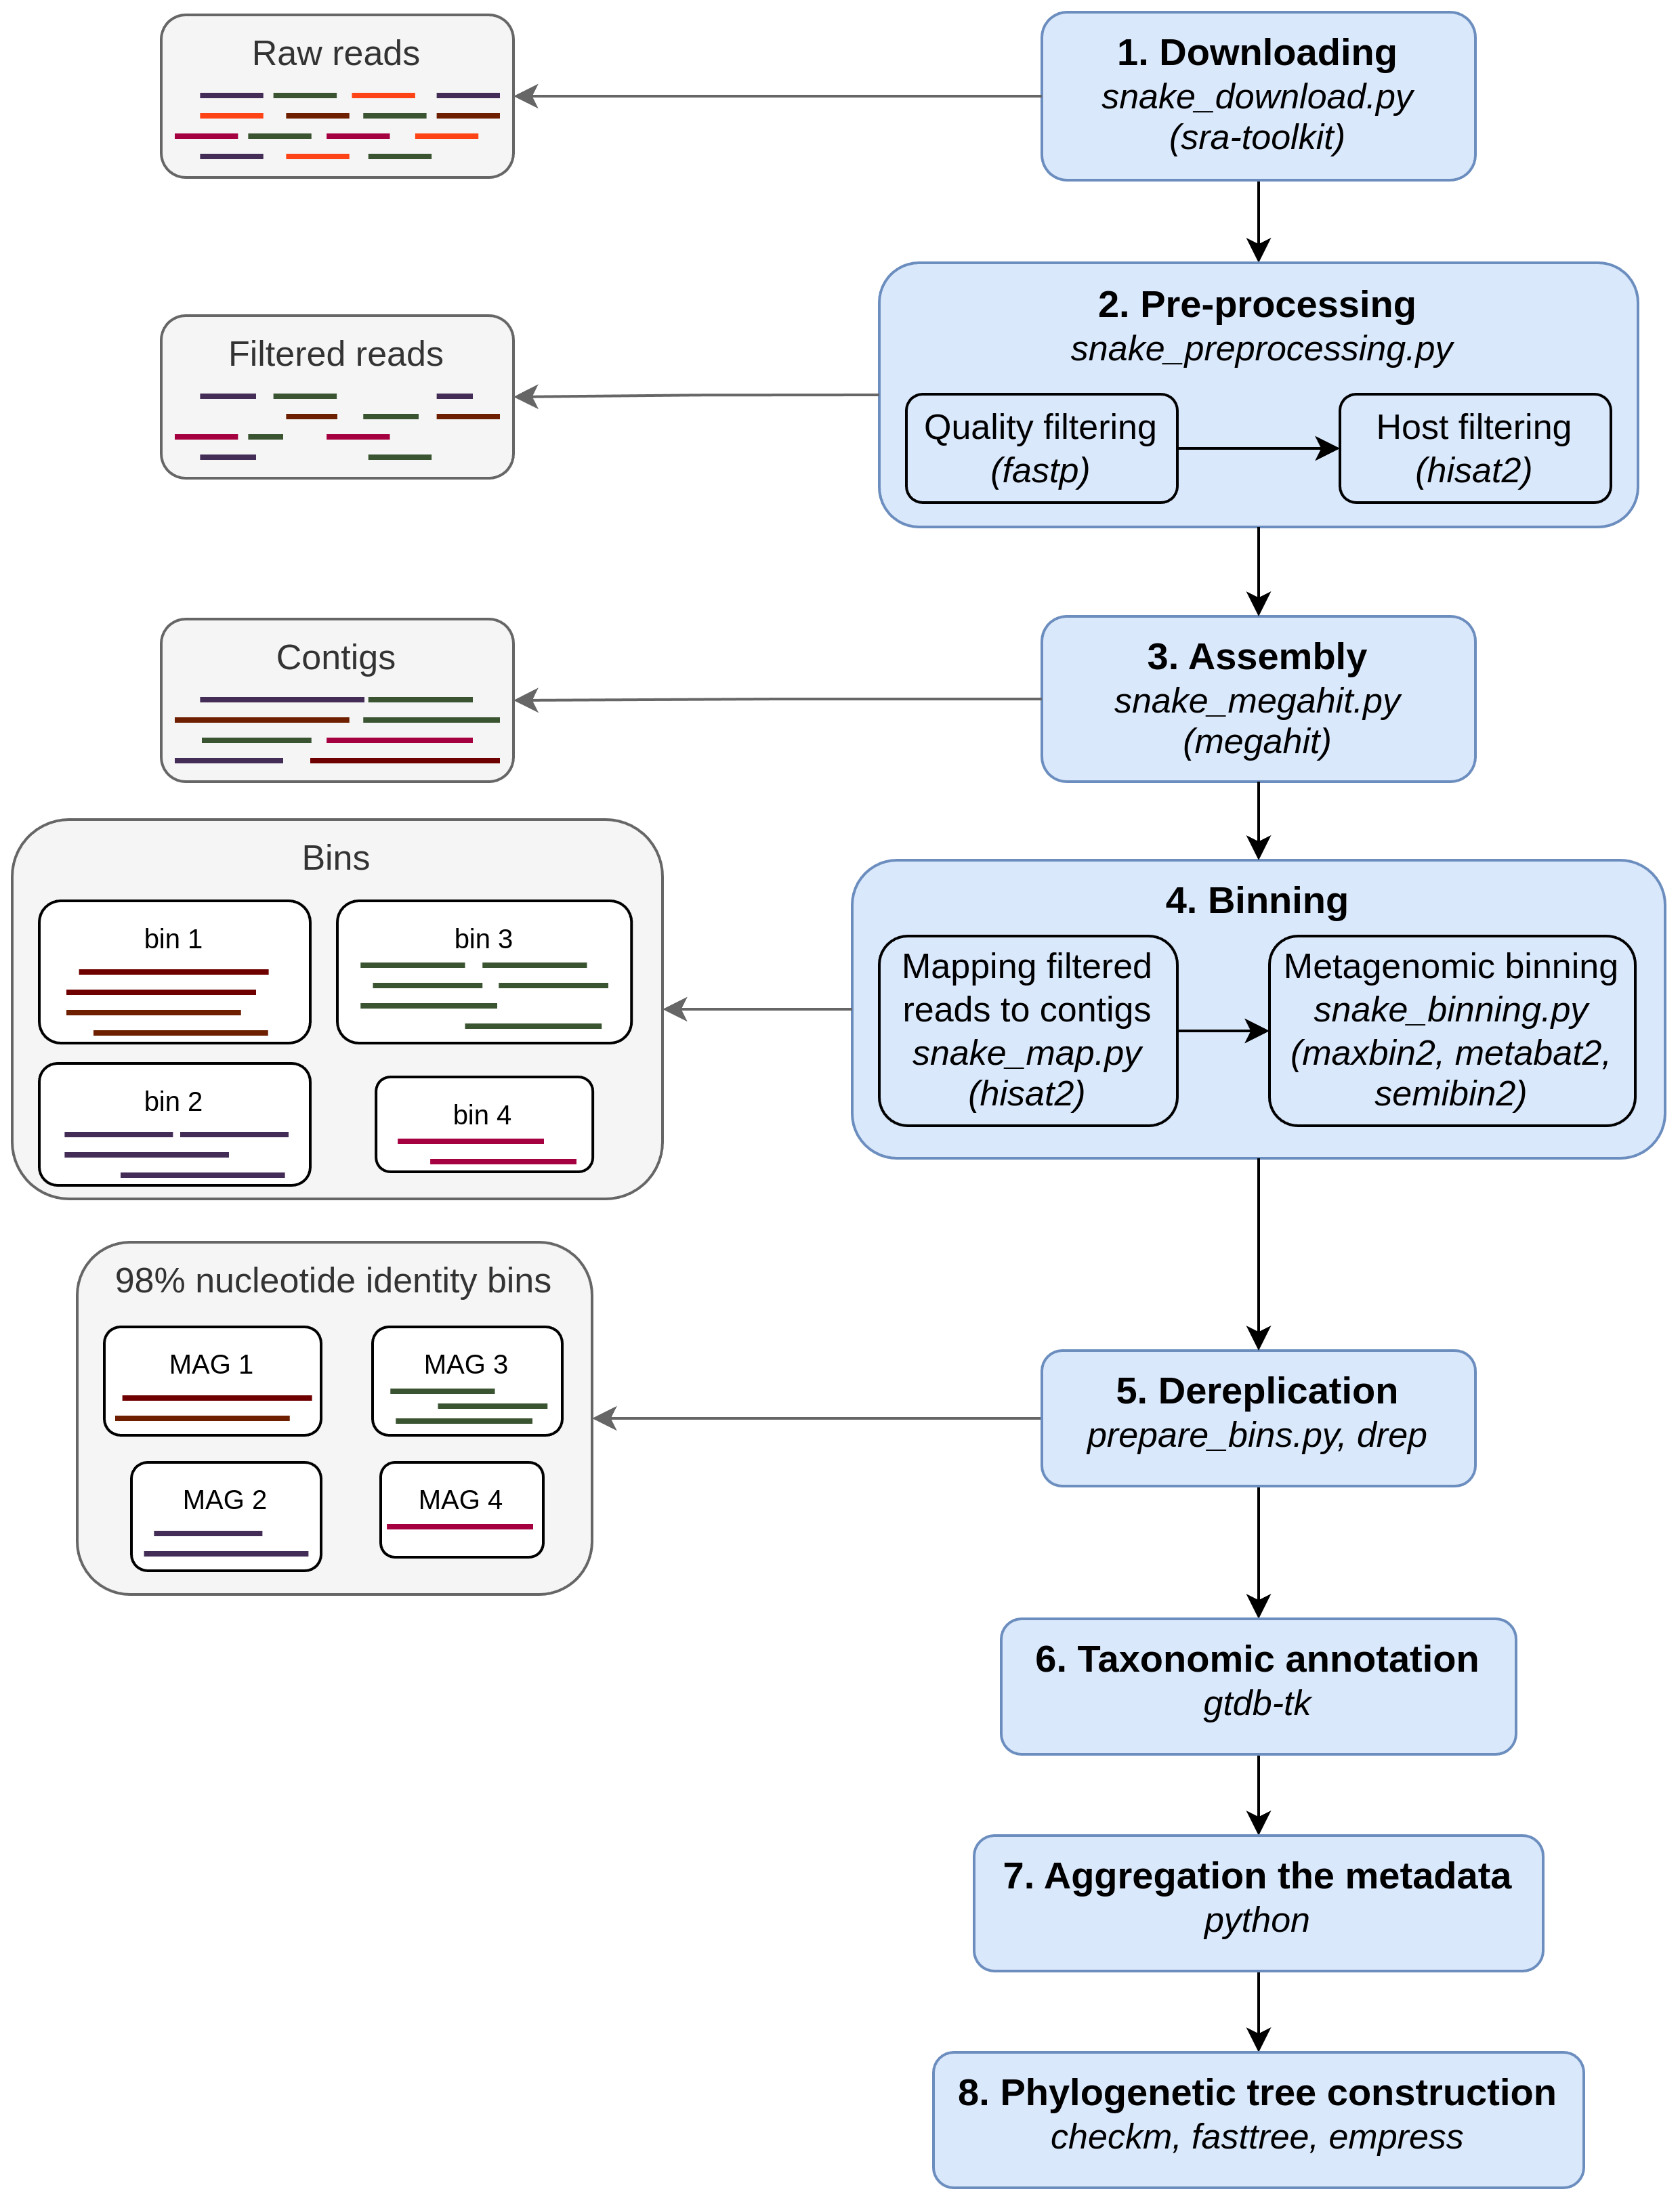 Raw reads
1. Downloading
snake_download.py
(sra-toolkit)
Filtered reads
2. Pre-processing
snake_preprocessing.py
Quality filtering
(fastp)
Host filtering
(hisat2)
Contigs
3. Assembly
snake_megahit.py
(megahit)
Bins
bin 1
bin 3
bin 2
bin 4
4. Binning
Mapping filtered
reads to contigs
snake_map.py
(hisat2)
Metagenomic binning
snake_binning.py
(maxbin2, metabat2,
semibin2)
98% nucleotide identity bins
MAG 1
MAG 3
MAG 2
MAG 4
5. Dereplication
prepare_bins.py, drep
6. Taxonomic annotation
gtdb-tk
7. Aggregation the metadata
python
8. Phylogenetic tree construction
checkm, fasttree, empress